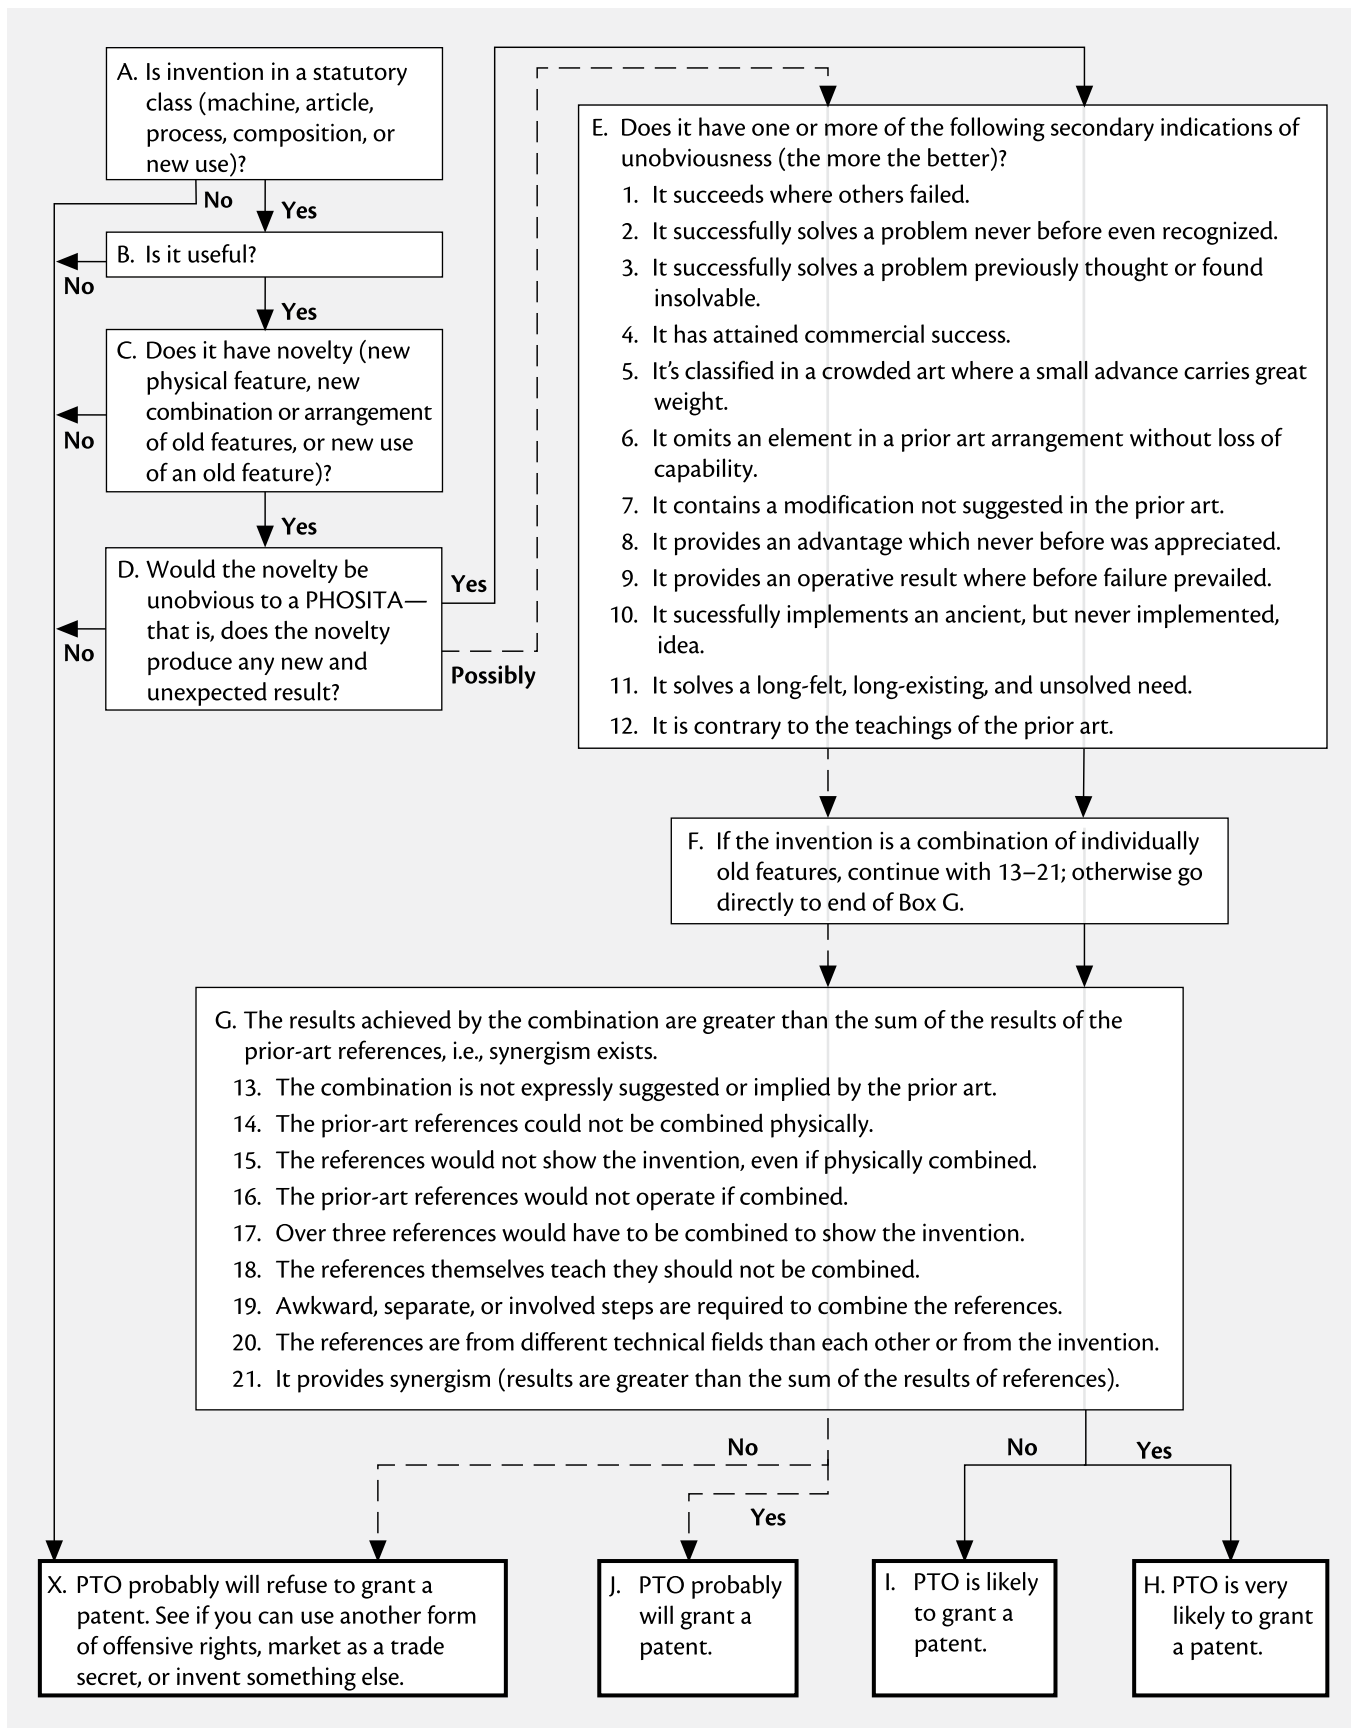 A. Is invention in a statutory
class (machine, article,
process, composition, or
new use)?
No
Yes
B. Is it useful?
No
Yes
C. Does it have novelty (new
physical feature, new
combination or arrangement
of old features, or new use
of an old feature)?
No
Yes
D. Would the novelty be
unobvious to a PHOSITA—
that is, does the novelty
produce any new and
unexpected result?
No
Yes
Possibly
E. Does it have one or more of the following secondary indications of
unobviousness (the more the better)?
1. It succeeds where others failed.
2. It successfully solves a problem never before even recognized.
3. It successfully solves a problem previously thought or found
insolvable.
4. It has attained commercial success.
5. It's classified in a crowded art where a small advance carries great
weight.
6. It omits an element in a prior art arrangement without loss of
capability.
7. It contains a modification not suggested in the prior art.
8. It provides an advantage which never before was appreciated.
9. It provides an operative result where before failure prevailed.
10. It sucessfully implements an ancient, but never implemented,
idea.
11. It solves a long-felt, long-existing, and unsolved need.
12. It is contrary to the teachings of the prior art.
F. If the invention is a combination of individually
old features, continue with 13–21; otherwise go
directly to end of Box G.
G. The results achieved by the combination are greater than the sum of the results of the
prior-art references, i.e., synergism exists.
13. The combination is not expressly suggested or implied by the prior art.
14. The prior-art references could not be combined physically.
15. The references would not show the invention, even if physically combined.
16. The prior-art references would not operate if combined.
17. Over three references would have to be combined to show the invention.
18. The references themselves teach they should not be combined.
19. Awkward, separate, or involved steps are required to combine the references.
20. The references are from different technical fields than each other or from the invention.
21. It provides synergism (results are greater than the sum of the results of references).
No
Yes
No
Yes
X. PTO probably will refuse to grant a
patent. See if you can use another form
of offensive rights, market as a trade
secret, or invent something else.
J. PTO probably
will grant a
patent.
I. PTO is likely
to grant a
patent.
H. PTO is very
likely to grant
a patent.